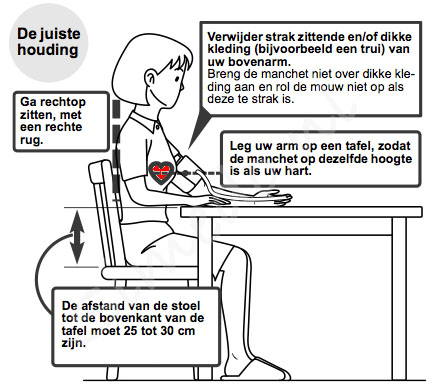 De juiste
houding
Verwijder strak zittende en/of dikke
kleding (bijvoorbeeld een trui) van
uw bovenarm.
Breng de manchet niet over dikke kle-
ding aan en rol de mouw niet op als
deze te strak is.
Ga rechtop
zitten, met
een rechte
rug.
Leg uw arm op een tafel, zodat
de manchet op dezelfde hoogte
is als uw hart.
De afstand van de stoel
tot de bovenkant van de
tafel moet 25 tot 30 cm
zijn.